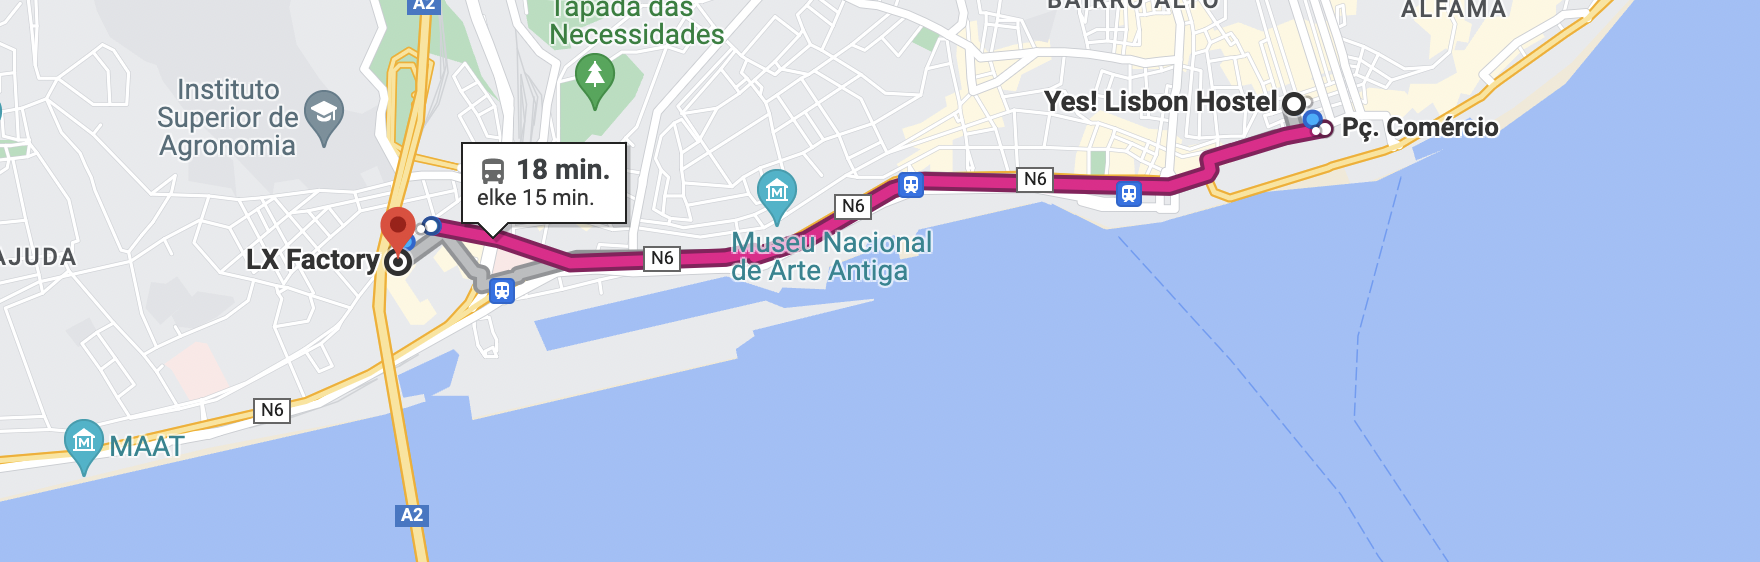 A2
Tapada das
Necessidades
BAIRRO ALTO
ALFAMA
Instituto
Superior de
Agronomia
Yes! Lisbon Hostel
Pç. Comércio
18 min.
elke 15 min.
N6
N6
Museu Nacional
de Arte Antiga
N6
LX Factory
AJUDA
N6
MAAT
A2